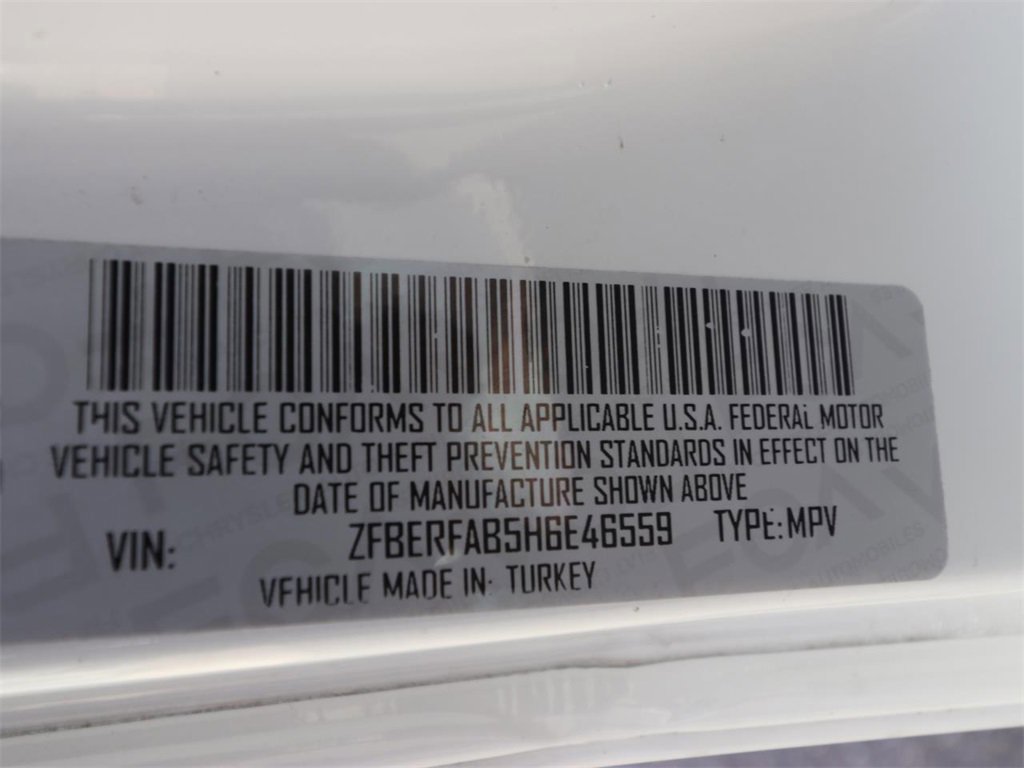 THIS VEHICLE CONFORMS TO ALL APPLICABLE U.S.A. FEDERAL MOTOR
VEHICLE SAFETY AND THEFT PREVENTION STANDARDS IN EFFECT ON THE
DATE OF MANUFACTURE SHOWN ABOVE
VIN: ZFBERFAB5H6E46559 TYPE: MPV
VEHICLE MADE IN: TURKEY